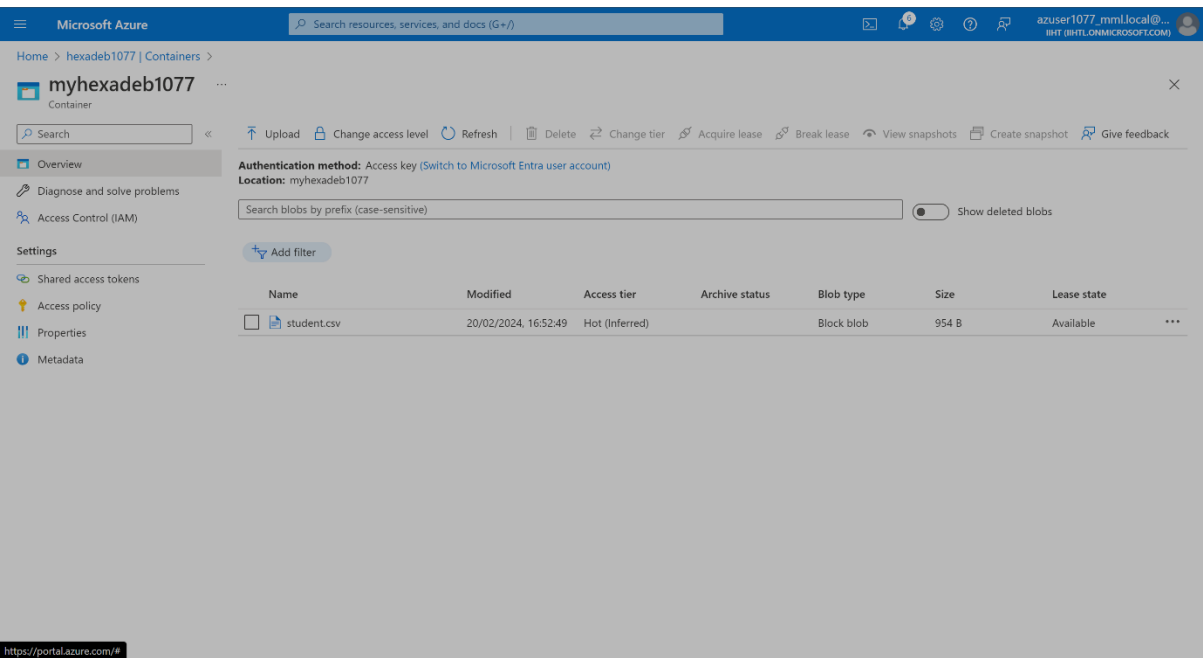 Microsoft Azure
Search resources, services, and docs (G+/)
6
azuser1077_mml.local@...
IIHT (IIHTL.ONMICROSOFT.COM)
Home > hexadeb1077 | Containers >
myhexadeb1077 ...
Container
Search
Overview
Diagnose and solve problems
Access Control (IAM)
Settings
Shared access tokens
Access policy
Properties
Metadata
Upload Change access level Refresh Delete Change tier Acquire lease Break lease View snapshots Create snapshot Give feedback
Authentication method: Access key (Switch to Microsoft Entra user account)
Location: myhexadeb1077
Search blobs by prefix (case-sensitive)
Show deleted blobs
Add filter
Name Modified Access tier Archive status Blob type Size Lease state
student.csv 20/02/2024, 16:52:49 Hot (Inferred) Block blob 954 B Available ...
https://portal.azure.com/#